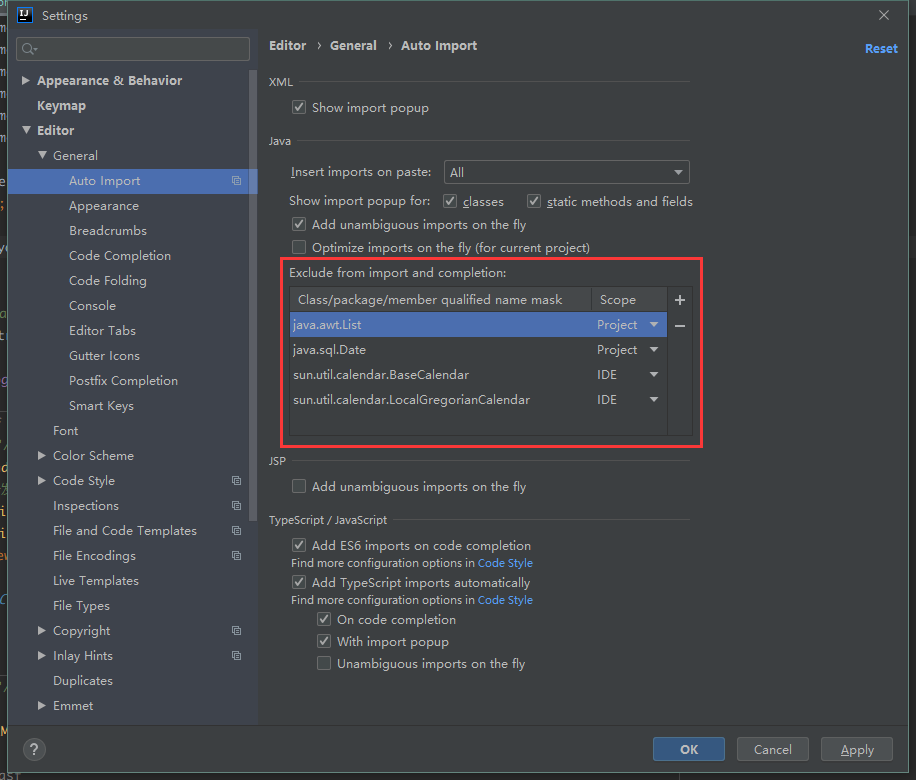 Settings
Editor › General › Auto Import
Reset
Appearance & Behavior
Keymap
Editor
General
Auto Import
Appearance
Breadcrumbs
Code Completion
Code Folding
Console
Editor Tabs
Gutter Icons
Postfix Completion
Smart Keys
Font
Color Scheme
Code Style
Inspections
File and Code Templates
File Encodings
Live Templates
File Types
Copyright
Inlay Hints
Duplicates
Emmet
XML
Show import popup
Java
Insert imports on paste: All
Show import popup for: classes static methods and fields
Add unambiguous imports on the fly
Optimize imports on the fly (for current project)
Exclude from import and completion:
Class/package/member qualified name mask Scope
java.awt.List Project
java.sql.Date Project
sun.util.calendar.BaseCalendar IDE
sun.util.calendar.LocalGregorianCalendar IDE
JSP
Add unambiguous imports on the fly
TypeScript / JavaScript
Add ES6 imports on code completion
Find more configuration options in Code Style
Add TypeScript imports automatically
Find more configuration options in Code Style
On code completion
With import popup
Unambiguous imports on the fly
? OK Cancel Apply